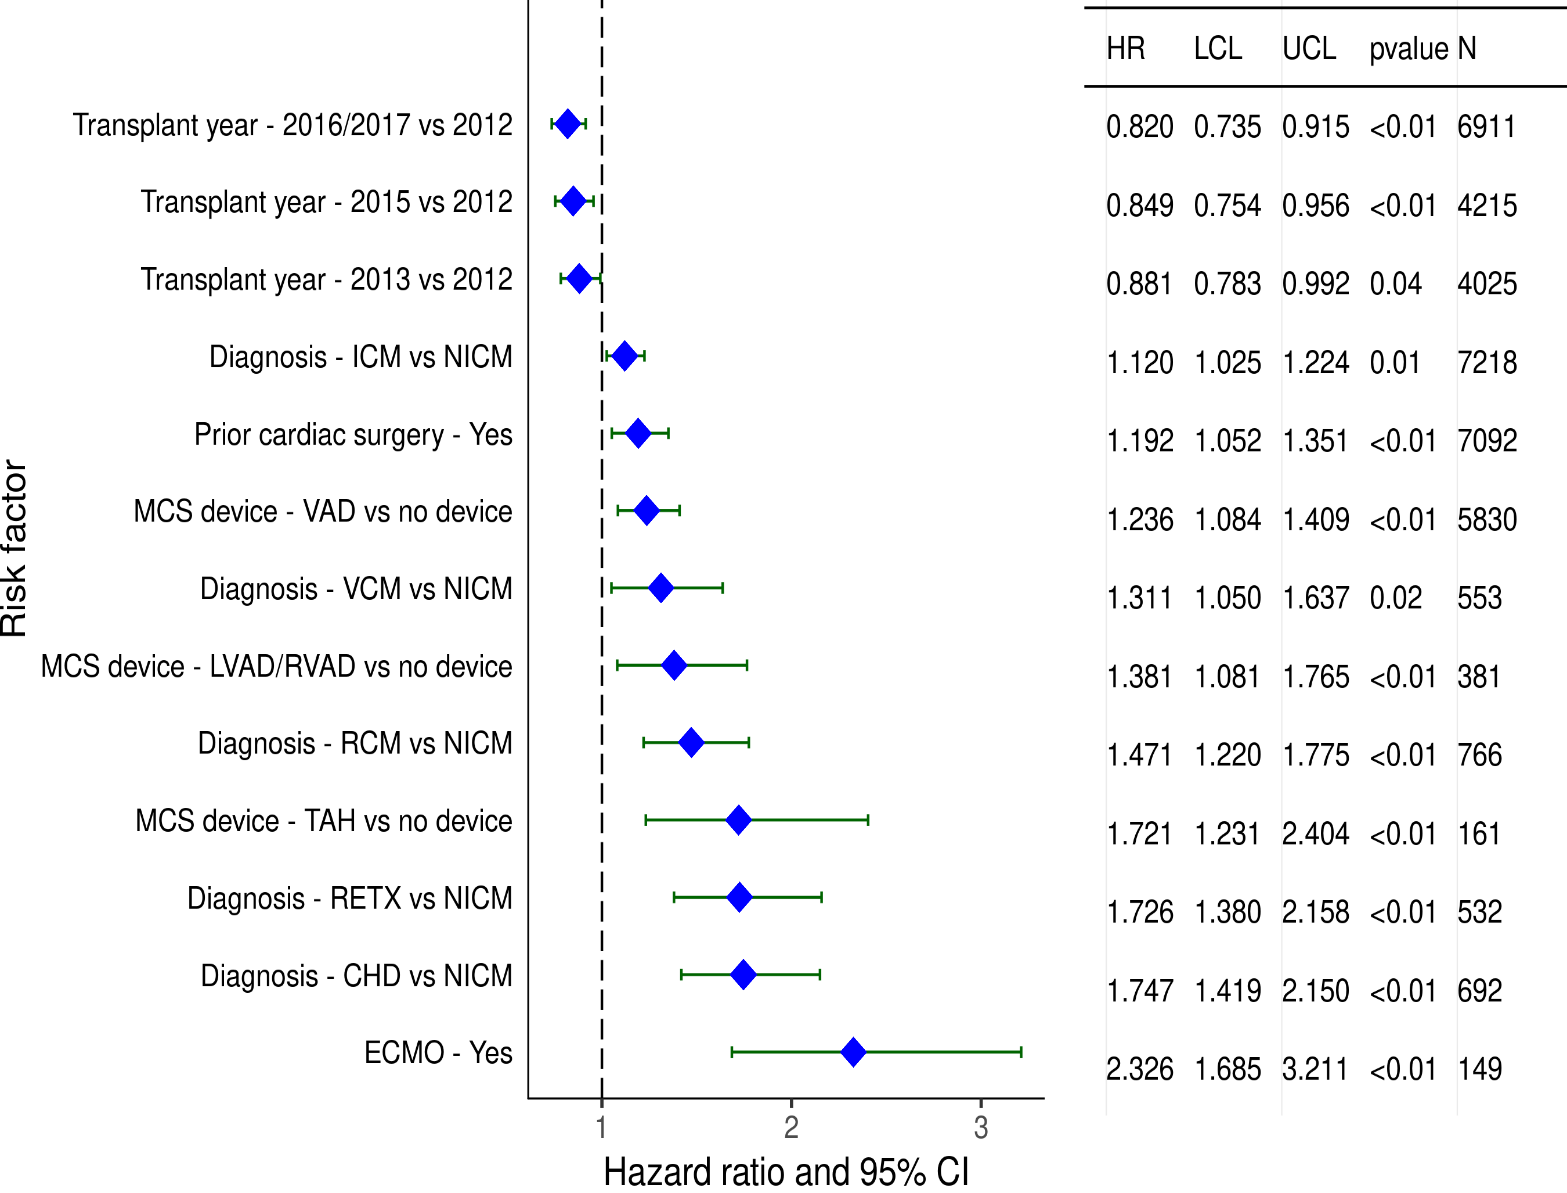 HR LCL UCL pvalue N
Transplant year - 2016/2017 vs 2012 0.820 0.735 0.915 <0.01 6911
Transplant year - 2015 vs 2012 0.849 0.754 0.956 <0.01 4215
Transplant year - 2013 vs 2012 0.881 0.783 0.992 0.04 4025
Diagnosis - ICM vs NICM 1.120 1.025 1.224 0.01 7218
Prior cardiac surgery - Yes 1.192 1.052 1.351 <0.01 7092
MCS device - VAD vs no device 1.236 1.084 1.409 <0.01 5830
Diagnosis - VCM vs NICM 1.311 1.050 1.637 0.02 553
MCS device - LVAD/RVAD vs no device 1.381 1.081 1.765 <0.01 381
Diagnosis - RCM vs NICM 1.471 1.220 1.775 <0.01 766
MCS device - TAH vs no device 1.721 1.231 2.404 <0.01 161
Diagnosis - RETX vs NICM 1.726 1.380 2.158 <0.01 532
Diagnosis - CHD vs NICM 1.747 1.419 2.150 <0.01 692
ECMO - Yes 2.326 1.685 3.211 <0.01 149
Risk factor
1 2 3
Hazard ratio and 95% CI